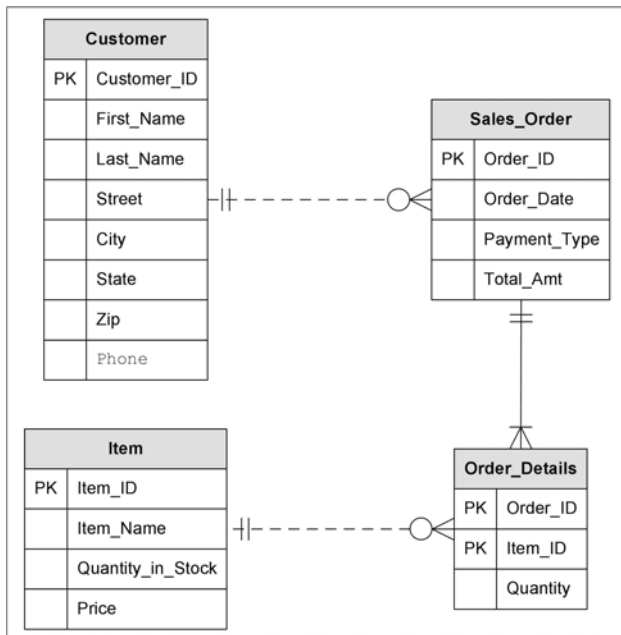 Customer
PK Customer_ID
First_Name
Last_Name
Street
City
State
Zip
Phone
Sales_Order
PK Order_ID
Order_Date
Payment_Type
Total_Amt
Item
PK Item_ID
Item_Name
Quantity_in_Stock
Price
Order_Details
PK Order_ID
PK Item_ID
Quantity